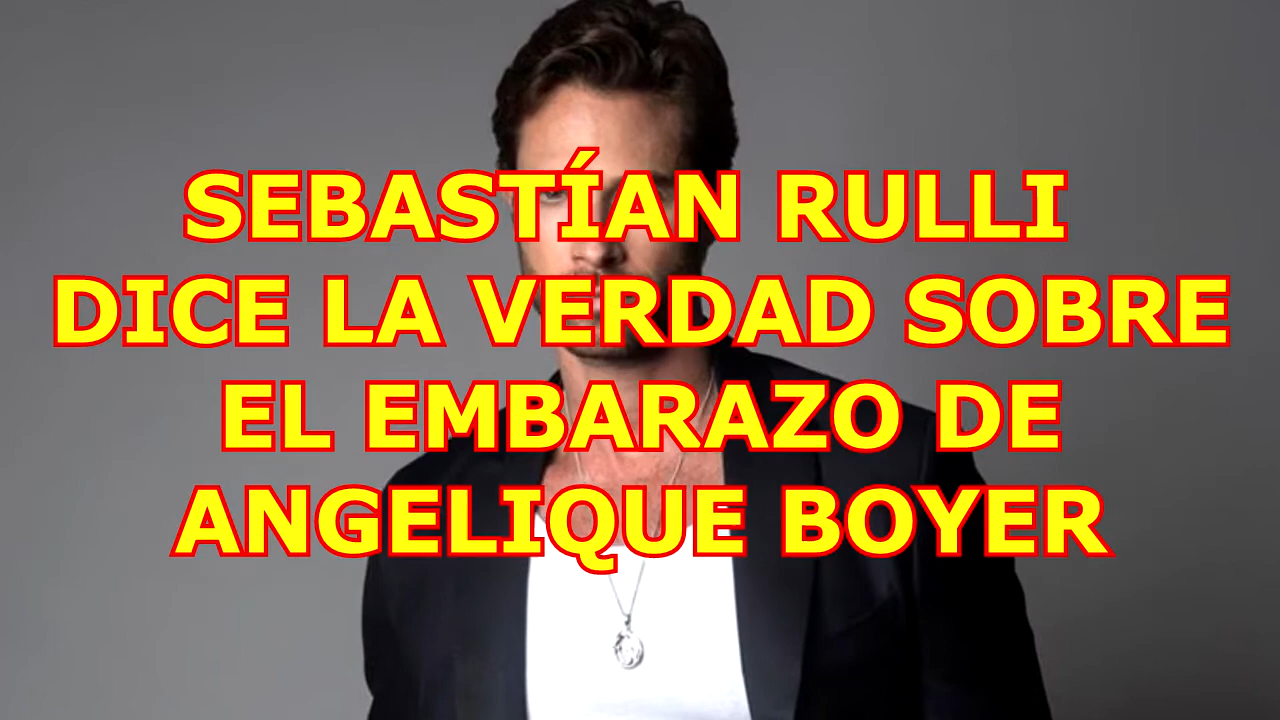 SEBASTÍAN RULLI
DICE LA VERDAD SOBRE
EL EMBARAZO DE
ANGELIQUE BOYER